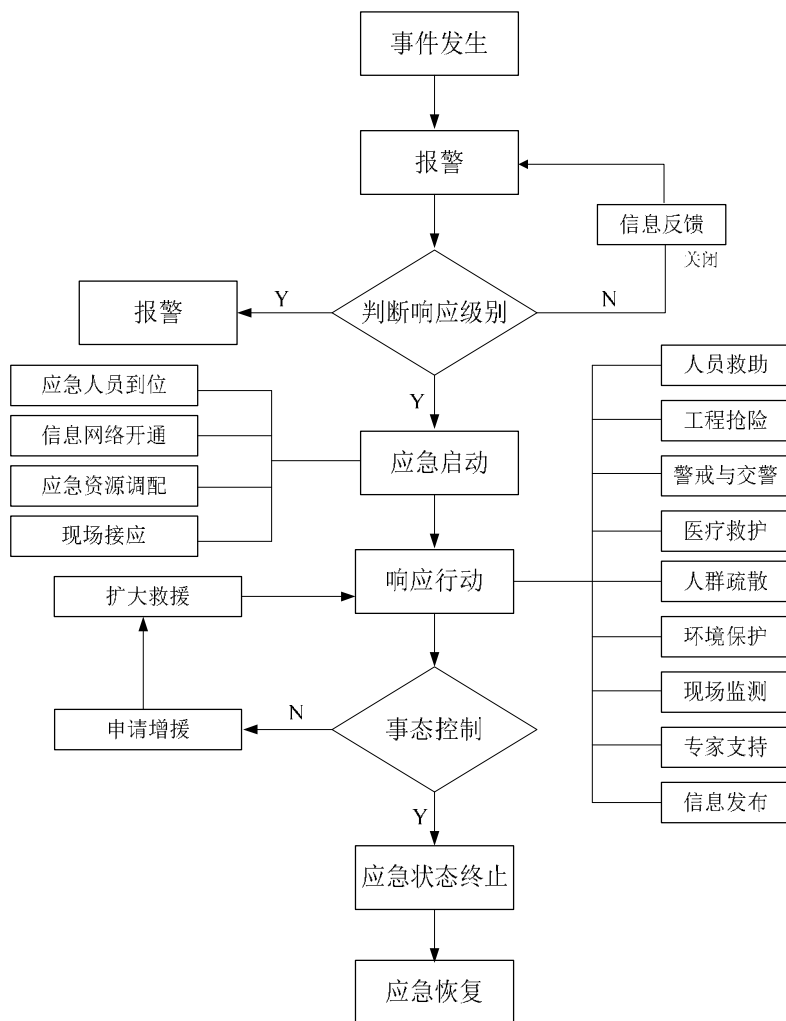 事件发生
报警
信息反馈
关闭
报警
Y
判断响应级别
N
Y
应急人员到位
信息网络开通
应急资源调配
现场接应
应急启动
人员救助
工程抢险
警戒与交警
医疗救护
人群疏散
环境保护
现场监测
专家支持
信息发布
响应行动
扩大救援
申请增援
N
事态控制
Y
应急状态终止
应急恢复